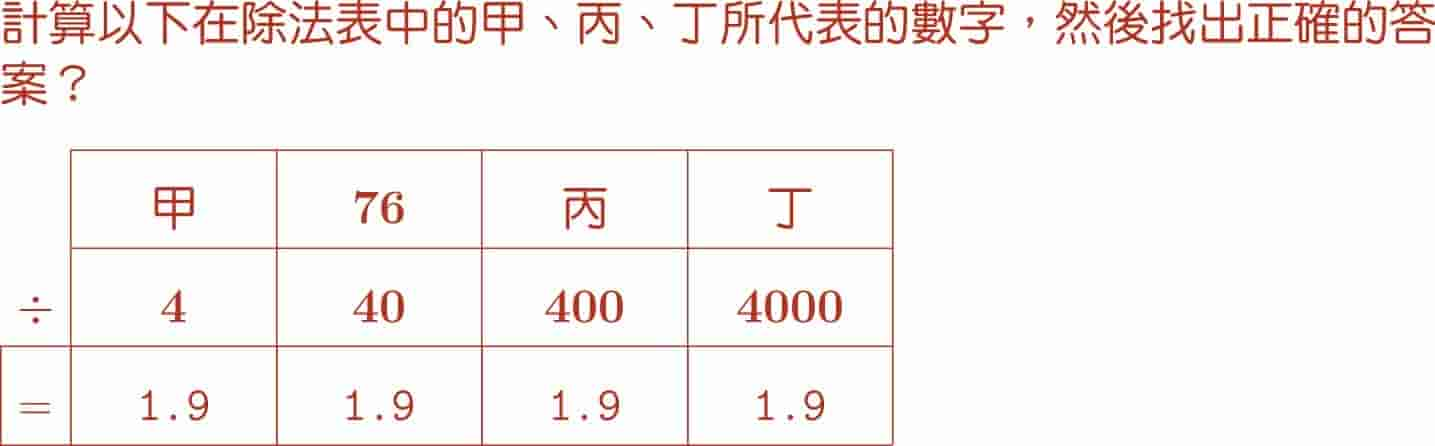 計算以下在除法表中的甲、丙、丁所代表的數字，然後找出正確的答
案？
甲 76 丙 丁
÷ 4 40 400 4000
= 1.9 1.9 1.9 1.9